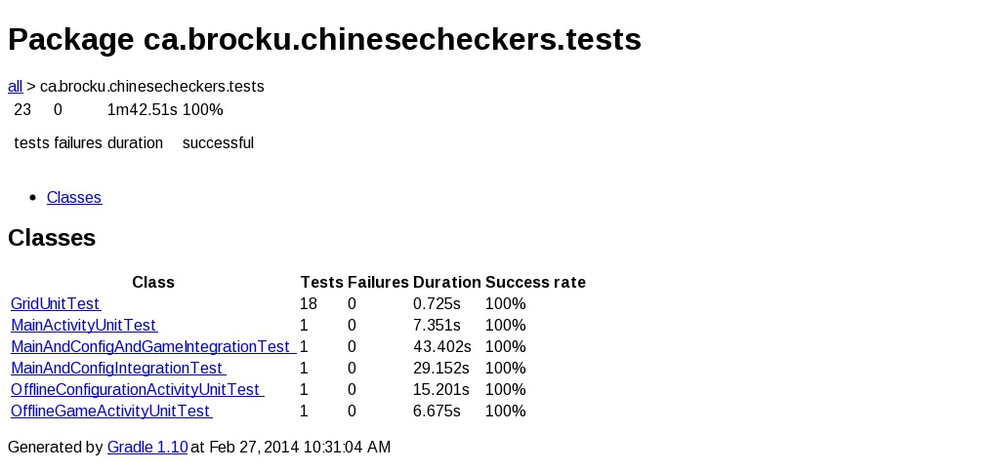 Package ca.brocku.chinesecheckers.tests
all > ca.brocku.chinesecheckers.tests
23 0 1m42.51s 100%
tests failures duration successful
• Classes
Classes
Class Tests Failures Duration Success rate
GridUnitTest 18 0 0.725s 100%
MainActivityUnitTest 1 0 7.351s 100%
MainAndConfigAndGameIntegrationTest 1 0 43.402s 100%
MainAndConfigIntegrationTest 1 0 29.152s 100%
OfflineConfigurationActivityUnitTest 1 0 15.201s 100%
OfflineGameActivityUnitTest 1 0 6.675s 100%
Generated by Gradle 1.10 at Feb 27, 2014 10:31:04 AM